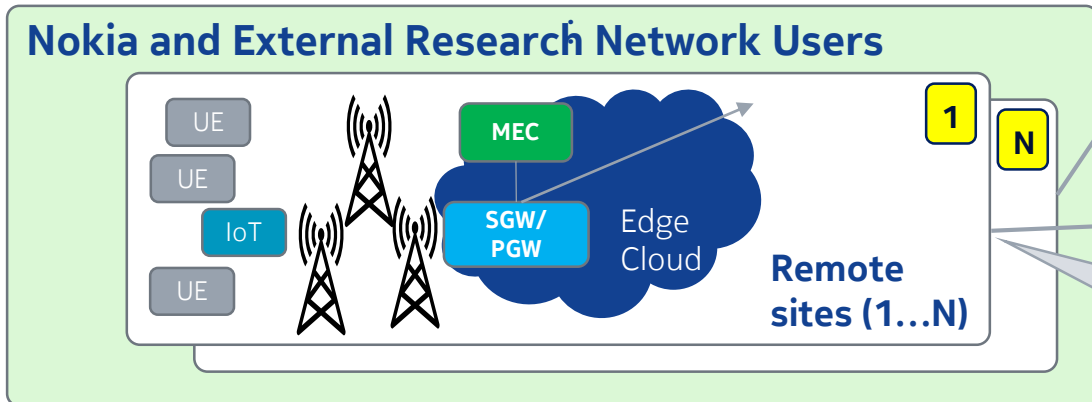 Nokia and External Research Network Users
UE
UE
IoT
UE
MEC
SGW/
PGW
Edge
Cloud
1
N
Remote
sites (1...N)